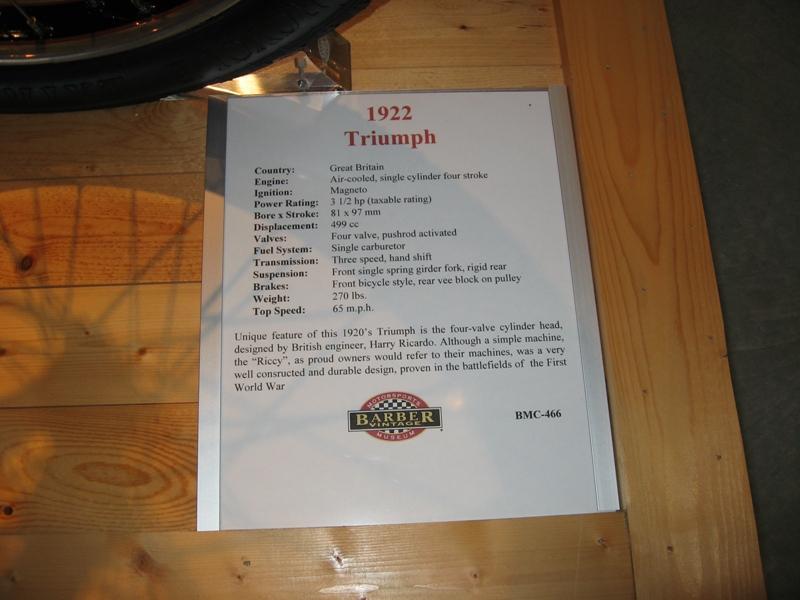 1922
Triumph
Country: Great Britain
Engine: Air-cooled, single cylinder four stroke
Ignition: Magneto
Power Rating: 3 1/2 hp (taxable rating)
Bore x Stroke: 81 x 97 mm
Displacement: 499 cc
Valves: Four valve, pushrod activated
Fuel System: Single carburetor
Transmission: Three speed, hand shift
Suspension: Front single spring girder fork, rigid rear
Brakes: Front bicycle style, rear vee block on pulley
Weight: 270 lbs.
Top Speed: 65 m.p.h.
Unique feature of this 1920's Triumph is the four-valve cylinder head,
designed by British engineer, Harry Ricardo. Although a simple machine,
the "Riccy", as proud owners would refer to their machines, was a very
well consructed and durable design, proven in the battlefields of the First
World War
MOTORSPORTS
BARBER
VINTAGE
MUSEUM
BMC-466